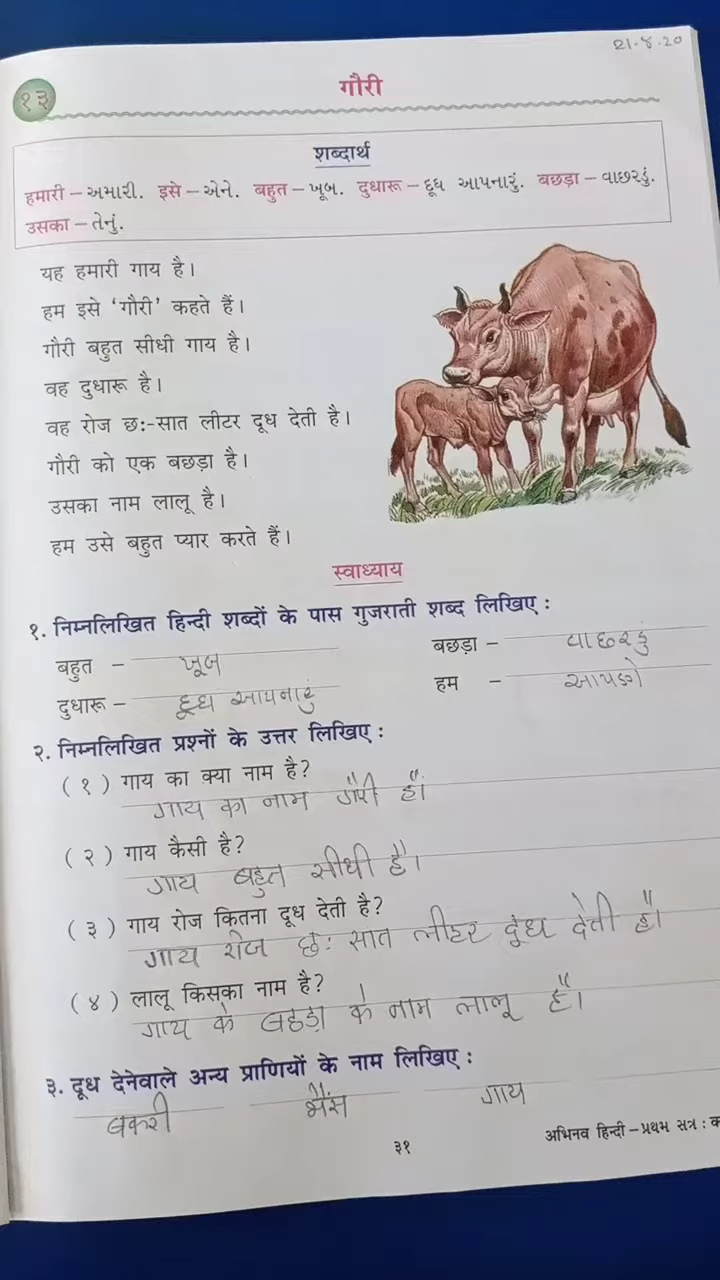 21.8.20
१३
गौरी
शब्दार्थ
हमारी – અમારી. इसे – એને. बहुत – ખૂબ. दुधारू – દૂધ આપનારું. बछड़ा – વાછરડું.
उसका – તેનું.
यह हमारी गाय है।
हम इसे ‘गौरी’ कहते हैं।
गौरी बहुत सीधी गाय है।
वह दुधारू है।
वह रोज छः-सात लीटर दूध देती है।
गौरी को एक बछड़ा है।
उसका नाम लालू है।
हम उसे बहुत प्यार करते हैं।
स्वाध्याय
१. निम्नलिखित हिन्दी शब्दों के पास गुजराती शब्द लिखिए :
बहुत – ખૂબ बछड़ा – વાછરડું
दुधारू – દૂધ આપનારું हम – આપણે
२. निम्नलिखित प्रश्नों के उत्तर लिखिए :
(१) गाय का क्या नाम है?
गाय का नाम गौरी है।
(२) गाय कैसी है?
गाय बहुत सीधी है।
(३) गाय रोज कितना दूध देती है?
गाय रोज छः सात लीटर दूध देती है।
(४) लालू किसका नाम है?
गाय के बछड़ा के नाम लालू है।
३. दूध देनेवाले अन्य प्राणियों के नाम लिखिए :
बकरी भैंस गाय
३१
अभिनव हिन्दी – प्रथम सत्र :